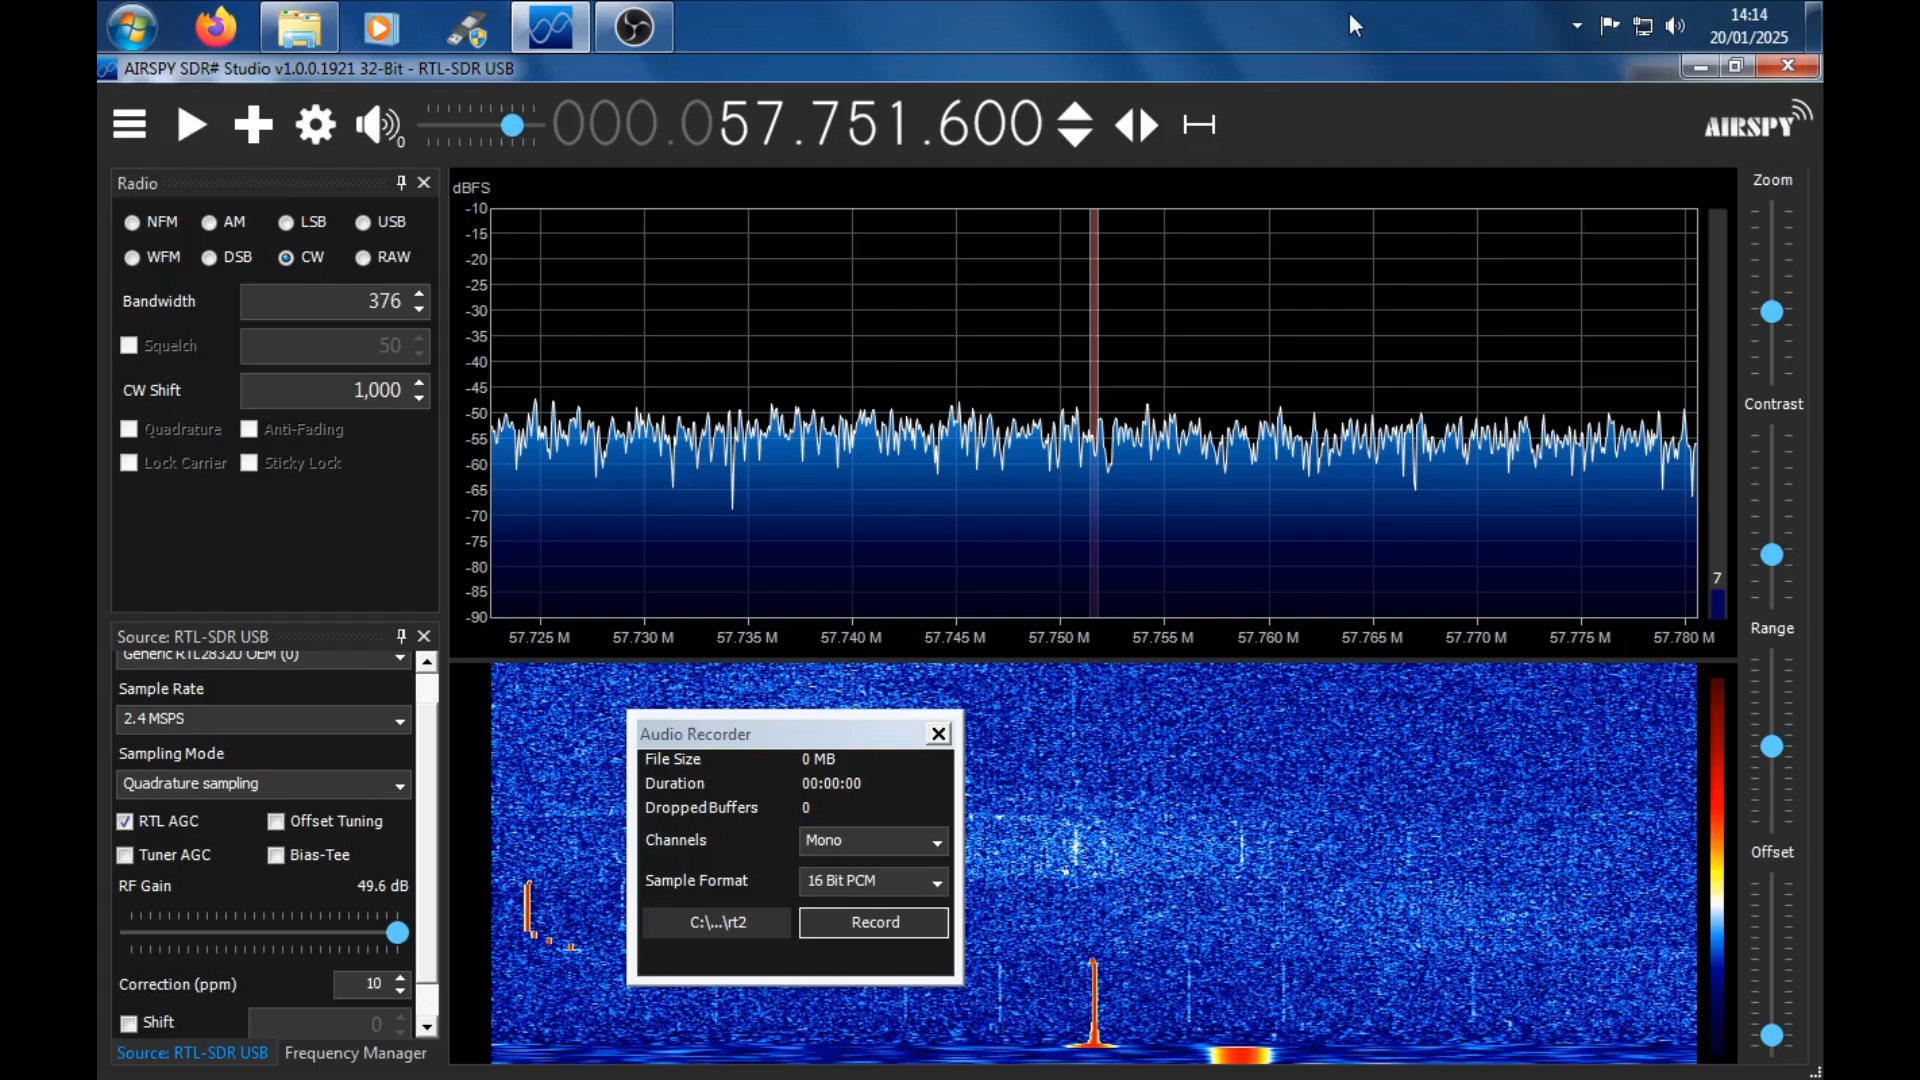 14:14
20/01/2025
AIRSPY SDR# Studio v1.0.0.1921 32-Bit - RTL-SDR USB
0
000.057.751.600
AIRSPY
Radio
NFM AM LSB USB
WFM DSB CW RAW
Bandwidth 376
Squelch 50
CW Shift 1,000
Quadrature Anti-Fading
Lock Carrier Sticky Lock
Source: RTL-SDR USB
Generic RTL2832U OEM (0)
Sample Rate
2.4 MSPS
Sampling Mode
Quadrature sampling
RTL AGC Offset Tuning
Tuner AGC Bias-Tee
RF Gain 49.6 dB
Correction (ppm) 10
Shift 0
Source: RTL-SDR USB Frequency Manager
dBFS
-10
-15
-20
-25
-30
-35
-40
-45
-50
-55
-60
-65
-70
-75
-80
-85
-90
57.725 M 57.730 M 57.735 M 57.740 M 57.745 M 57.750 M 57.755 M 57.760 M 57.765 M 57.770 M 57.775 M 57.780 M
7
Audio Recorder
File Size 0 MB
Duration 00:00:00
Dropped Buffers 0
Channels Mono
Sample Format 16 Bit PCM
C:\...\rt2 Record
Zoom
Contrast
Range
Offset